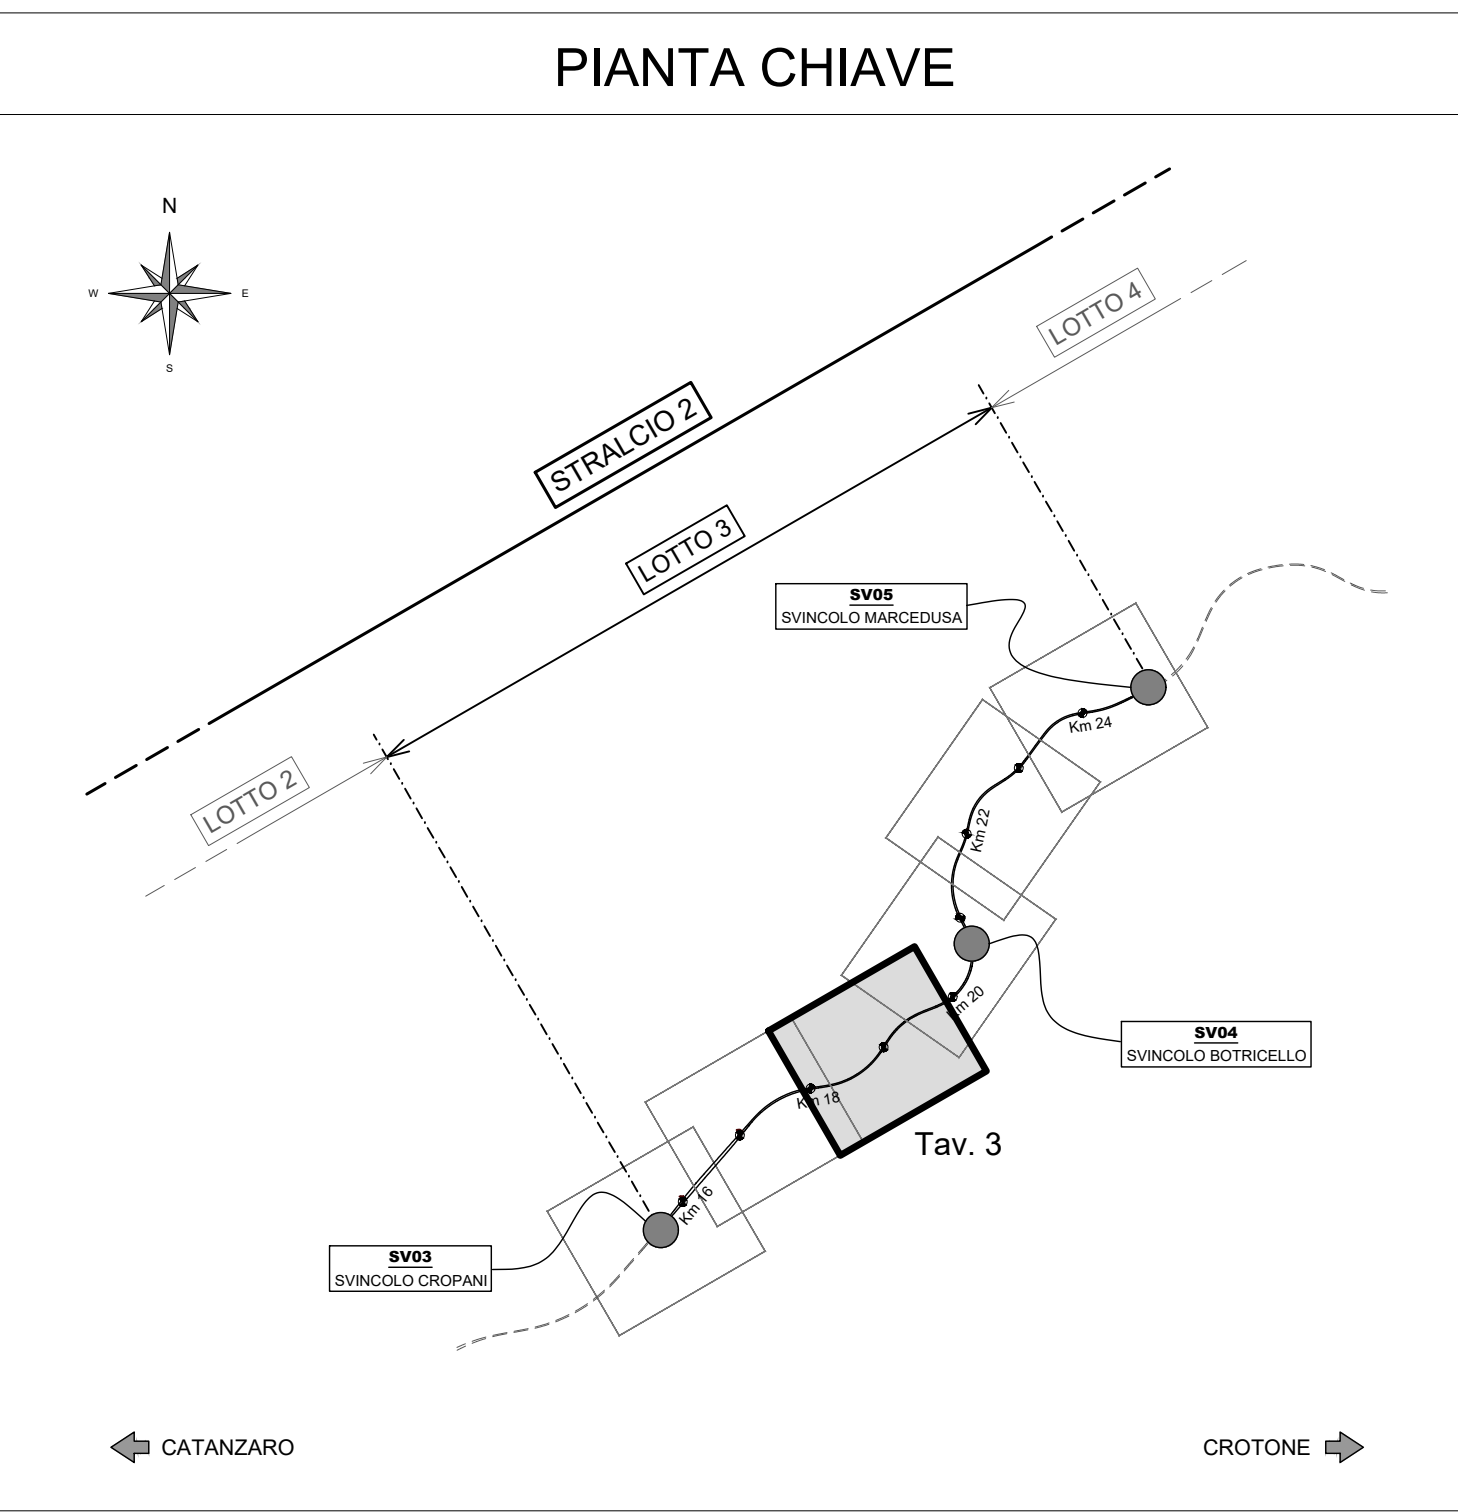 PIANTA CHIAVE
N
W
E
S
LOTTO 4
STRALCIO 2
LOTTO 3
SV05
SVINCOLO MARCEDUSA
Km 24
LOTTO 2
Km 22
Km 20
SV04
SVINCOLO BOTRICELLO
Km 18
Tav. 3
Km 16
SV03
SVINCOLO CROPANI
CATANZARO
CROTONE